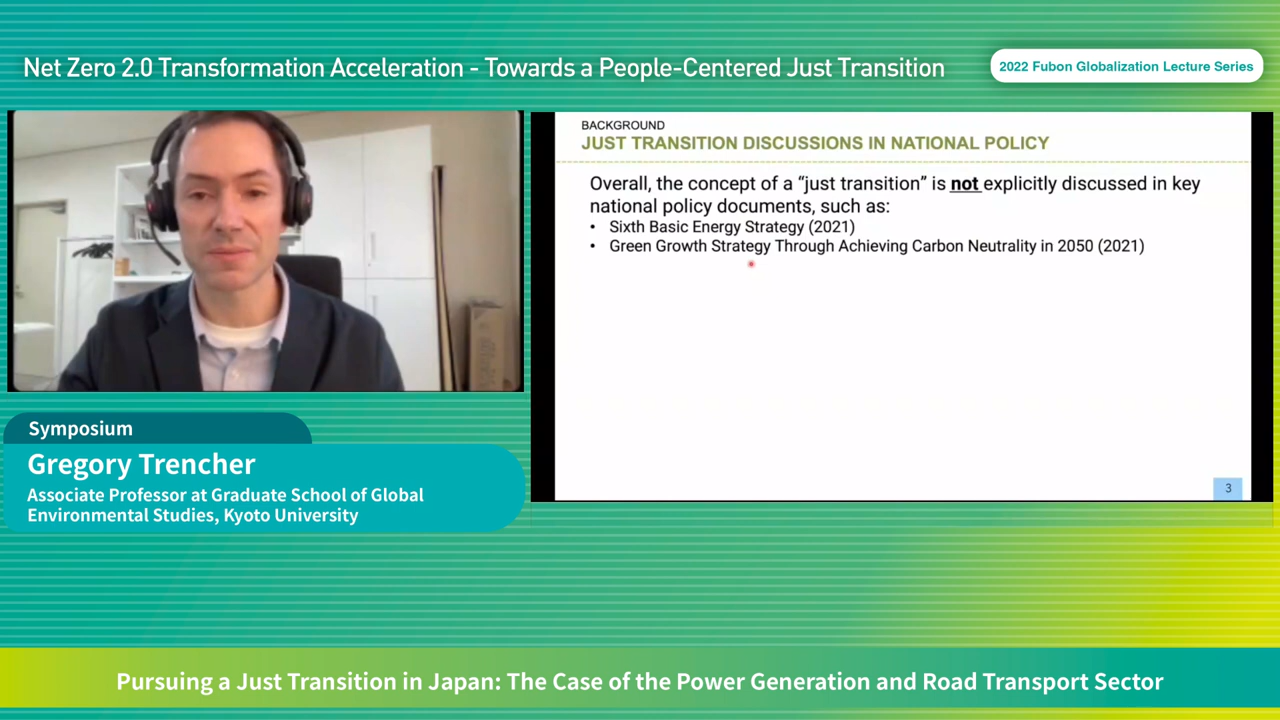 Net Zero 2.0 Transformation Acceleration - Towards a People-Centered Just Transition
2022 Fubon Globalization Lecture Series
BACKGROUND
JUST TRANSITION DISCUSSIONS IN NATIONAL POLICY
Overall, the concept of a “just transition” is not explicitly discussed in key
national policy documents, such as:
• Sixth Basic Energy Strategy (2021)
• Green Growth Strategy Through Achieving Carbon Neutrality in 2050 (2021)
3
Symposium
Gregory Trencher
Associate Professor at Graduate School of Global
Environmental Studies, Kyoto University
Pursuing a Just Transition in Japan: The Case of the Power Generation and Road Transport Sector